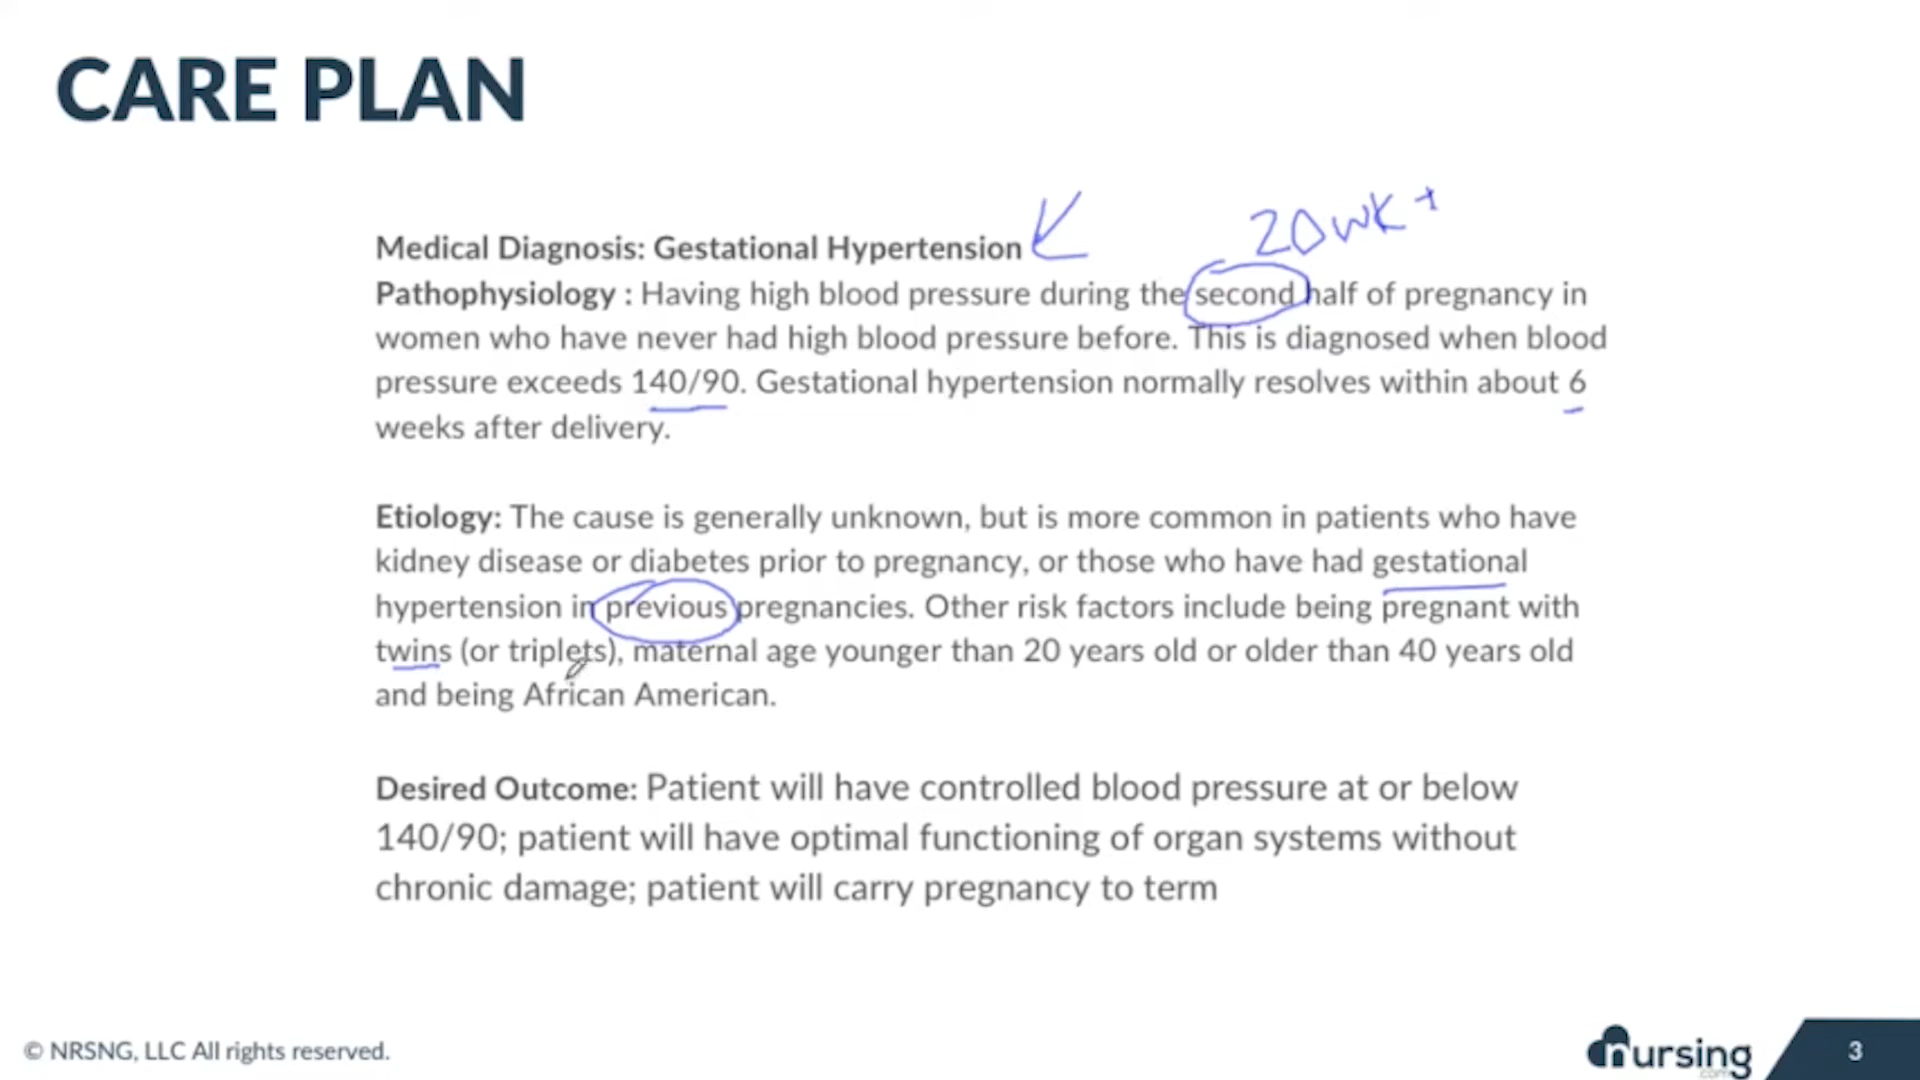 CARE PLAN
20 wk +
Medical Diagnosis: Gestational Hypertension
Pathophysiology : Having high blood pressure during the second half of pregnancy in
women who have never had high blood pressure before. This is diagnosed when blood
pressure exceeds 140/90. Gestational hypertension normally resolves within about 6
weeks after delivery.
Etiology: The cause is generally unknown, but is more common in patients who have
kidney disease or diabetes prior to pregnancy, or those who have had gestational
hypertension in previous pregnancies. Other risk factors include being pregnant with
twins (or triplets), maternal age younger than 20 years old or older than 40 years old
and being African American.
Desired Outcome: Patient will have controlled blood pressure at or below
140/90; patient will have optimal functioning of organ systems without
chronic damage; patient will carry pregnancy to term
© NRSNG, LLC All rights reserved.
nursing
.com
3